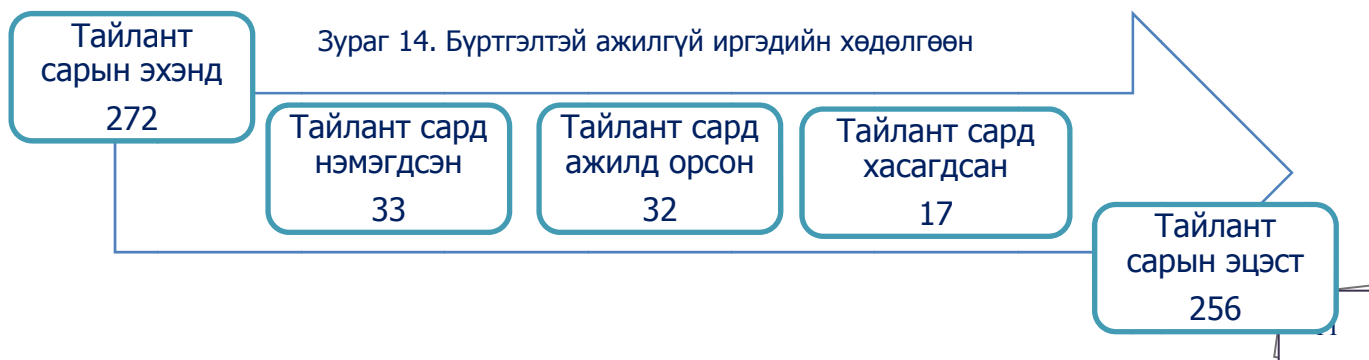 Тайлант
сарын эхэнд
272
Зураг 14. Бүртгэлтэй ажилгүй иргэдийн хөдөлгөөн
Тайлант сард
нэмэгдсэн
33
Тайлант сард
ажилд орсон
32
Тайлант сард
хасагдсан
17
Тайлант
сарын эцэст
256